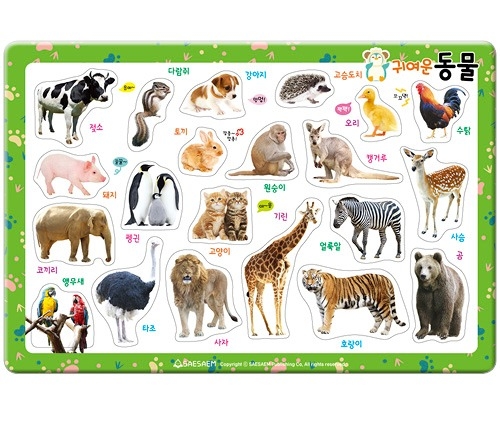 귀여운 동물
다람쥐
강아지
고슴도치
젖소
토끼
오리
수탉
원숭이
캥거루
돼지
펭귄
고양이
기린
얼룩말
사슴
코끼리
앵무새
타조
사자
호랑이
곰
SAESAEM Copyright ⓒ SAESAEM Publishing Co. All rights reserved.